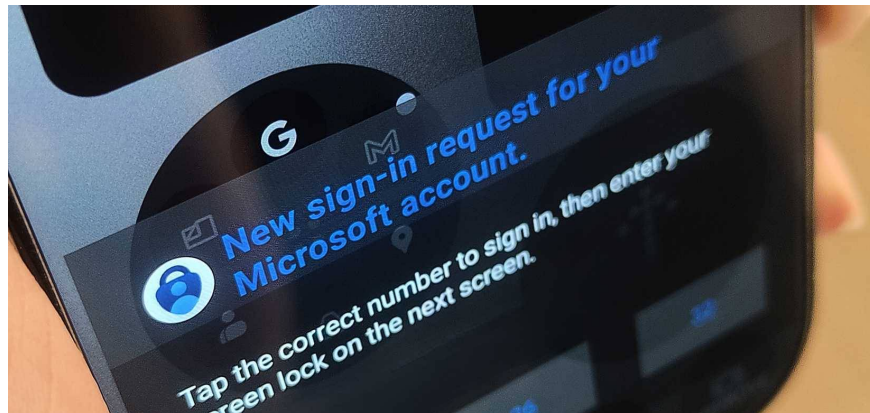 G
New sign-in request for your
Microsoft account.
Tap the correct number to sign in, then enter your
screen lock on the next screen.
32